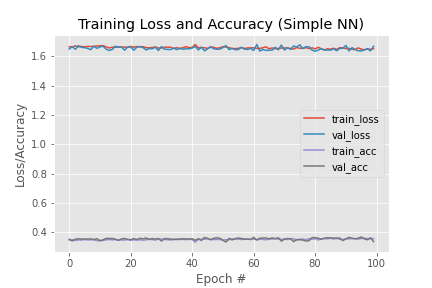 Training Loss and Accuracy (Simple NN)
Loss/Accuracy
1.6
1.4
1.2
1.0
0.8
0.6
0.4
train_loss
val_loss
train_acc
val_acc
0 20 40 60 80 100
Epoch #